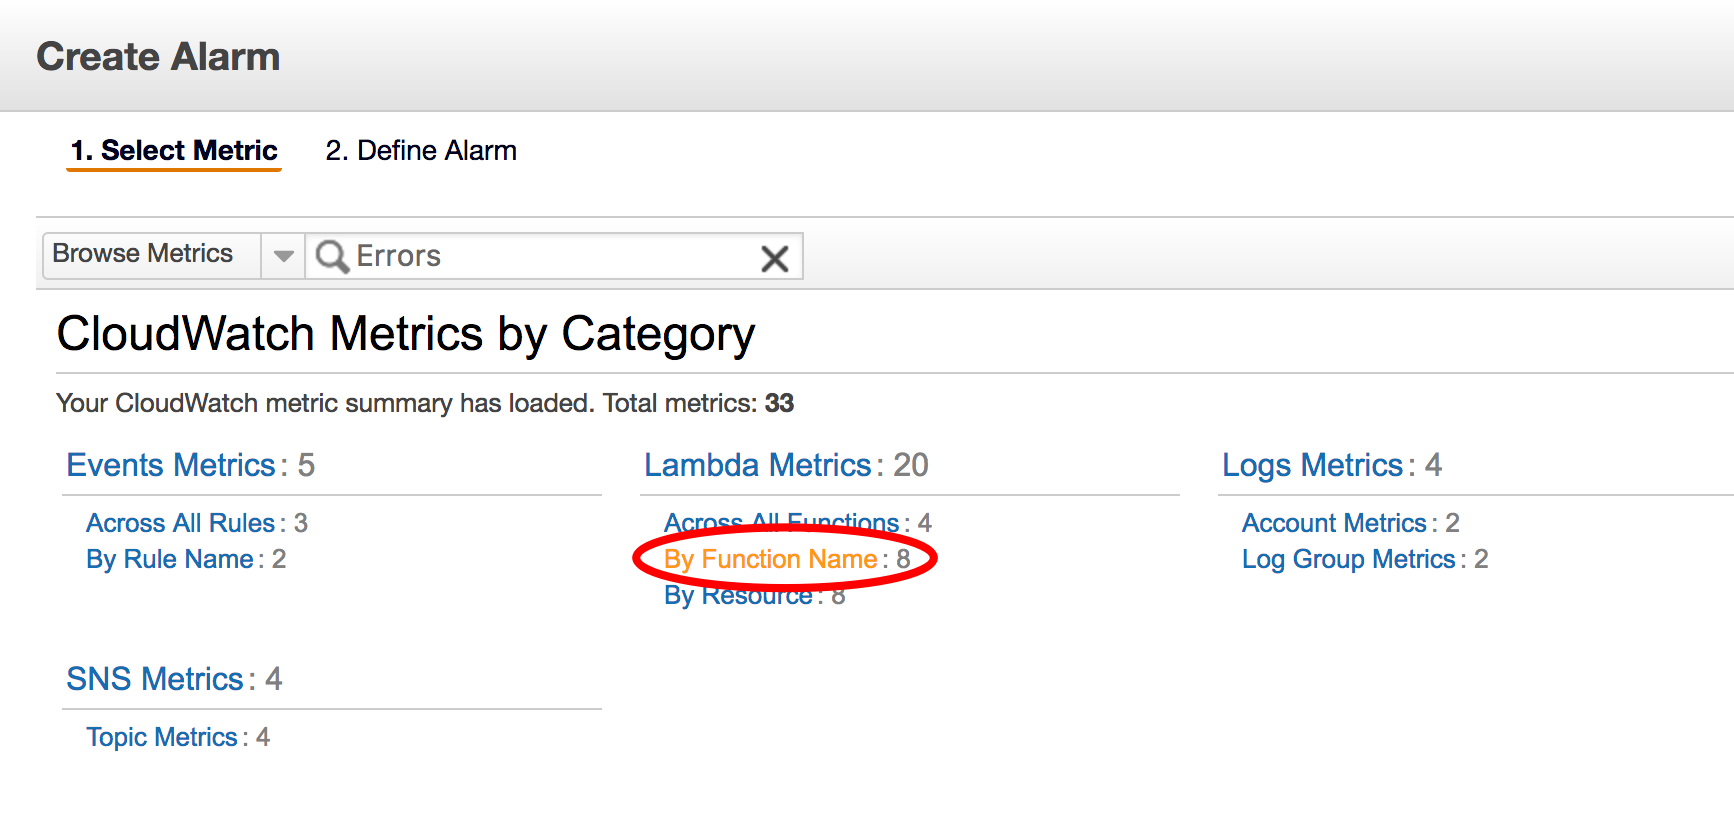 Create Alarm
1. Select Metric 2. Define Alarm
Browse Metrics Errors
CloudWatch Metrics by Category
Your CloudWatch metric summary has loaded. Total metrics: 33
Events Metrics : 5
Across All Rules : 3
By Rule Name : 2
Lambda Metrics : 20
Across All Functions : 4
By Function Name : 8
By Resource : 8
Logs Metrics : 4
Account Metrics : 2
Log Group Metrics : 2
SNS Metrics : 4
Topic Metrics : 4